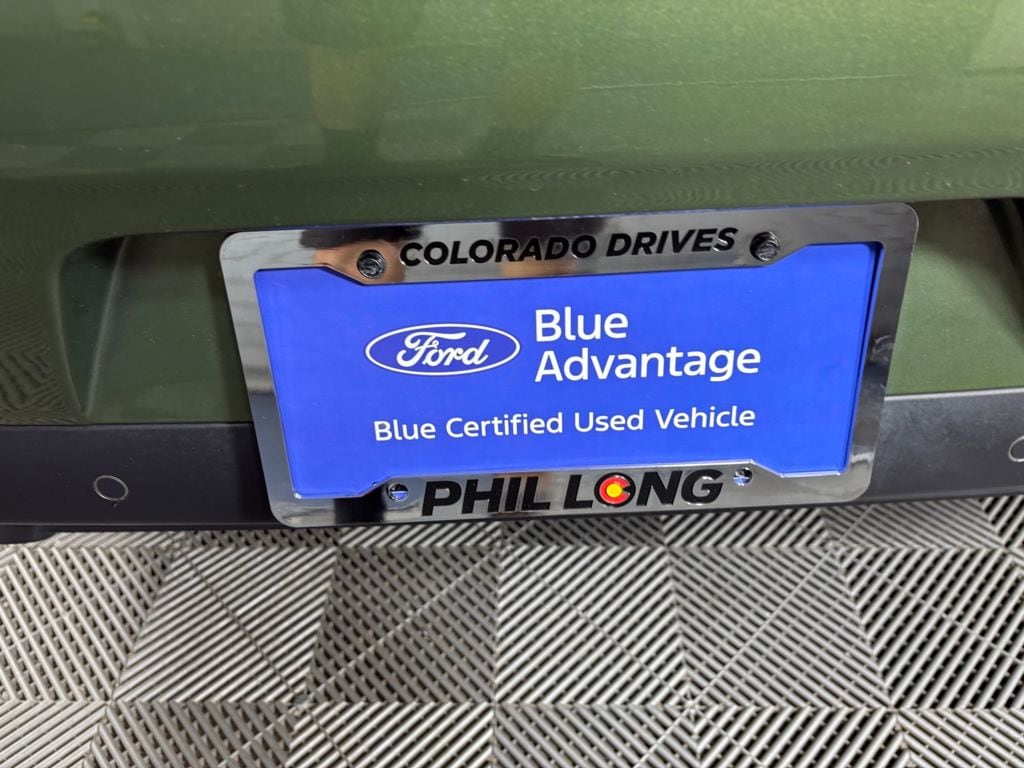 COLORADO DRIVES
Ford
Blue
Advantage
Blue Certified Used Vehicle
PHIL LONG